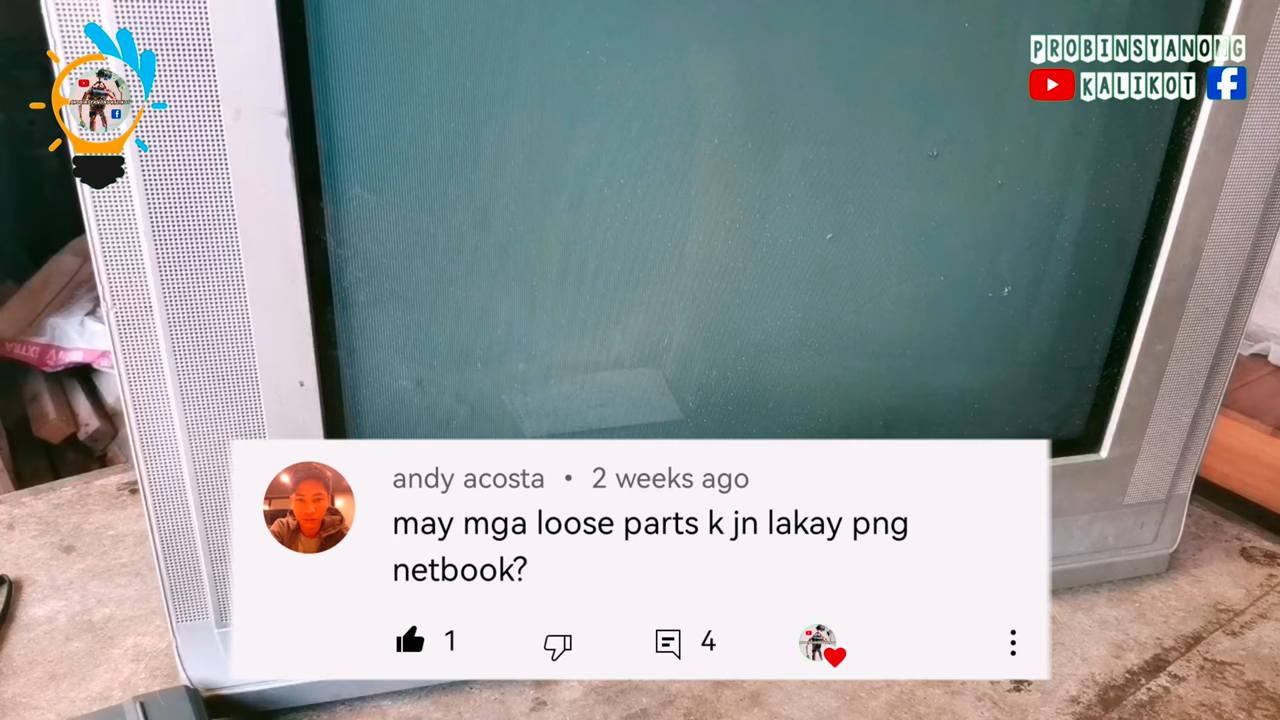 PROBINSYANONG
KALIKOT
andy acosta • 2 weeks ago
may mga loose parts k jn lakay png
netbook?
1
4